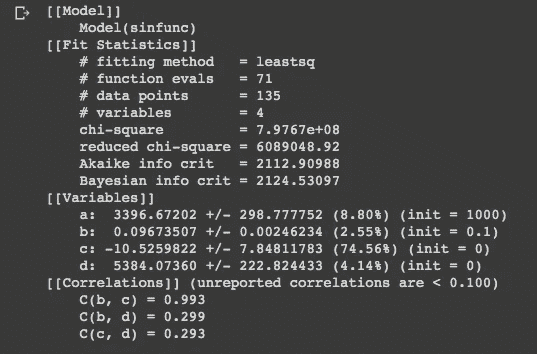 [[Model]]
Model(sinfunc)
[[Fit Statistics]]
# fitting method = leastsq
# function evals = 71
# data points = 135
# variables = 4
chi-square = 7.9767e+08
reduced chi-square = 6089048.92
Akaike info crit = 2112.90988
Bayesian info crit = 2124.53097
[[Variables]]
a: 3396.67202 +/- 298.777752 (8.80%) (init = 1000)
b: 0.09673507 +/- 0.00246234 (2.55%) (init = 0.1)
c: -10.5259822 +/- 7.84811783 (74.56%) (init = 0)
d: 5384.07360 +/- 222.824433 (4.14%) (init = 0)
[[Correlations]] (unreported correlations are < 0.100)
C(b, c) = 0.993
C(b, d) = 0.299
C(c, d) = 0.293